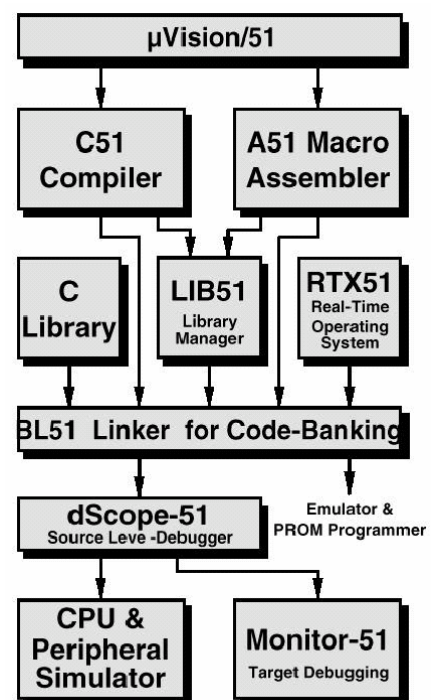 µVision/51
C51
Compiler
A51 Macro
Assembler
C
Library
LIB51
Library
Manager
RTX51
Real-Time
Operating
System
BL51 Linker for Code-Banking
Emulator &
PROM Programmer
dScope-51
Source Leve -Debugger
CPU &
Peripheral
Simulator
Monitor-51
Target Debugging